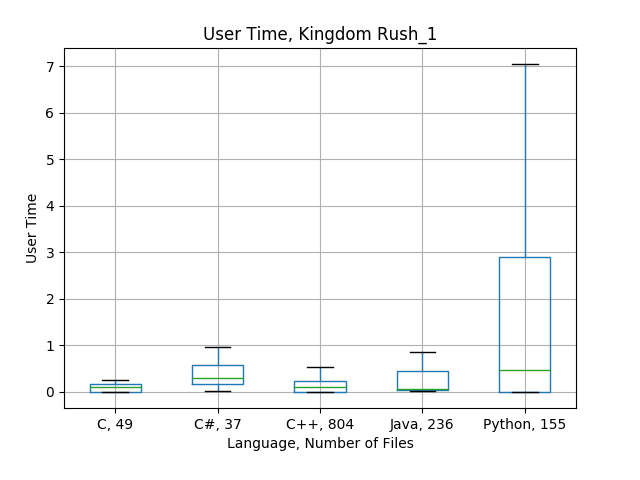 User Time, Kingdom Rush_1
7
6
5
4
3
2
1
0
User Time
C, 49
C#, 37
C++, 804
Java, 236
Python, 155
Language, Number of Files